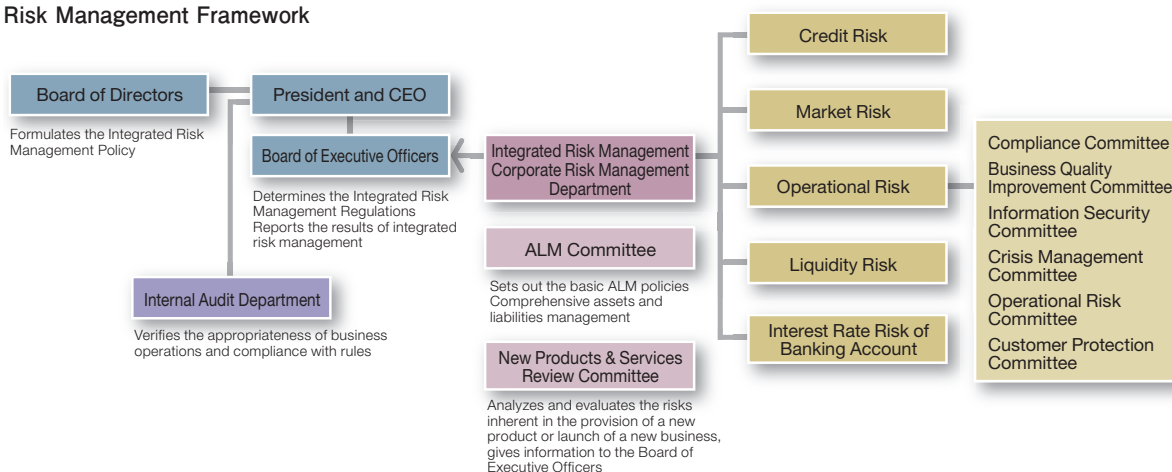 Risk Management Framework
Board of Directors
Formulates the Integrated Risk
Management Policy
President and CEO
Board of Executive Officers
Determines the Integrated Risk
Management Regulations
Reports the results of integrated
risk management
Internal Audit Department
Verifies the appropriateness of business
operations and compliance with rules
Integrated Risk Management
Corporate Risk Management
Department
ALM Committee
Sets out the basic ALM policies
Comprehensive assets and
liabilities management
New Products & Services
Review Committee
Analyzes and evaluates the risks
inherent in the provision of a new
product or launch of a new business,
gives information to the Board of
Executive Officers
Credit Risk
Market Risk
Operational Risk
Liquidity Risk
Interest Rate Risk of
Banking Account
Compliance Committee
Business Quality
Improvement Committee
Information Security
Committee
Crisis Management
Committee
Operational Risk
Committee
Customer Protection
Committee